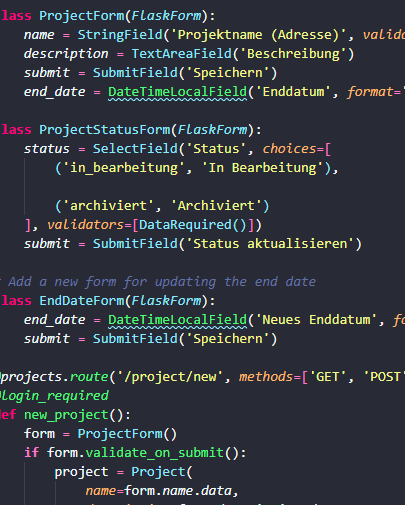 lass ProjectForm(FlaskForm):
name = StringField('Projektname (Adresse)', valida
description = TextAreaField('Beschreibung')
submit = SubmitField('Speichern')
end_date = DateTimeLocalField('Enddatum', format='
lass ProjectStatusForm(FlaskForm):
status = SelectField('Status', choices=[
('in_bearbeitung', 'In Bearbeitung'),
('archiviert', 'Archiviert')
], validators=[DataRequired()])
submit = SubmitField('Status aktualisieren')
Add a new form for updating the end date
lass EndDateForm(FlaskForm):
end_date = DateTimeLocalField('Neues Enddatum', fo
submit = SubmitField('Speichern')
projects.route('/project/new', methods=['GET', 'POST'
login_required
ef new_project():
form = ProjectForm()
if form.validate_on_submit():
project = Project(
name=form.name.data,